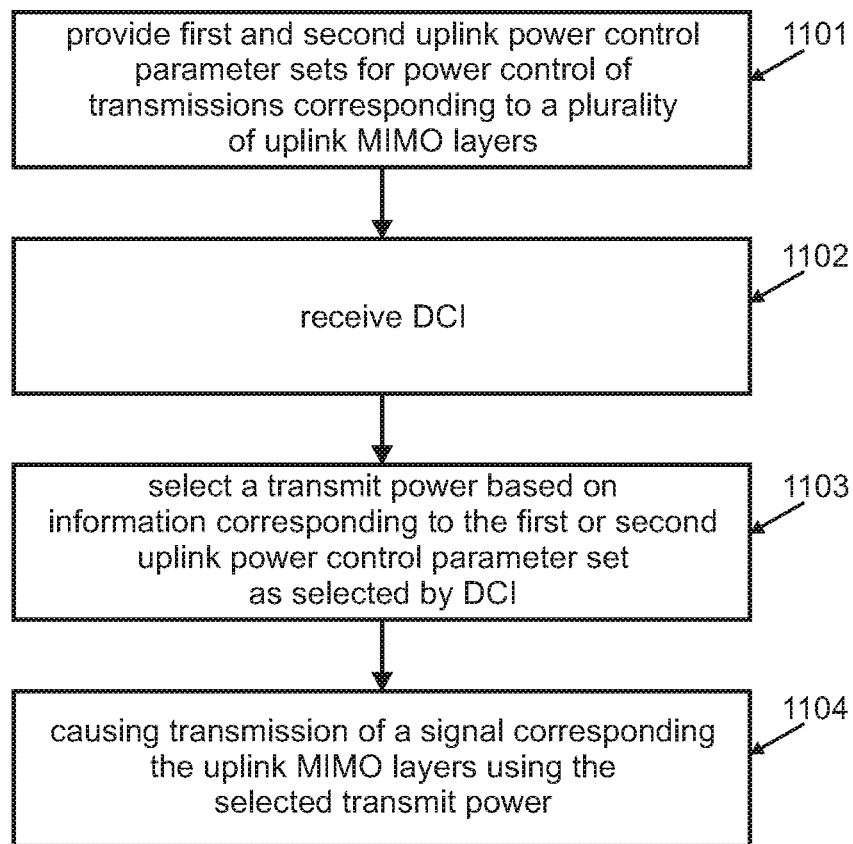 provide first and second uplink power control
parameter sets for power control of
transmissions corresponding to a plurality
of uplink MIMO layers
1101
receive DCI
1102
select a transmit power based on
information corresponding to the first or second
uplink power control parameter set
as selected by DCI
1103
causing transmission of a signal corresponding
the uplink MIMO layers using the
selected transmit power
1104